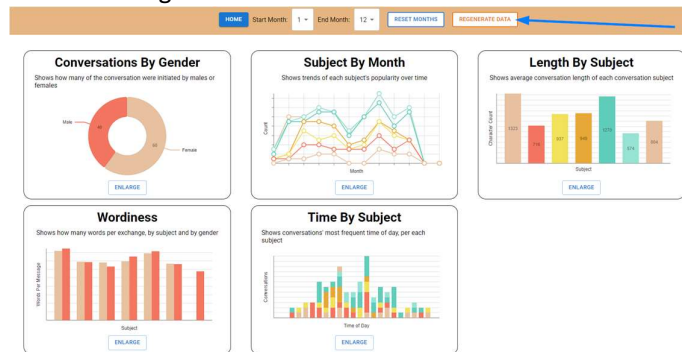 HOME Start Month: 1 End Month: 12 RESET MONTHS REGENERATE DATA
Conversations By Gender
Shows how many of the conversation were initiated by males or
females
Male
40
60
Female
ENLARGE
Subject By Month
Shows trends of each subject's popularity over time
Count
Month
ENLARGE
Length By Subject
Shows average conversation length of each conversation subject
Character Count
Subject
ENLARGE
Wordiness
Shows how many words per exchange, by subject and by gender
Words Per Message
Subject
ENLARGE
Time By Subject
Shows conversations' most frequent time of day, per each
subject
Conversations
Time of Day
ENLARGE